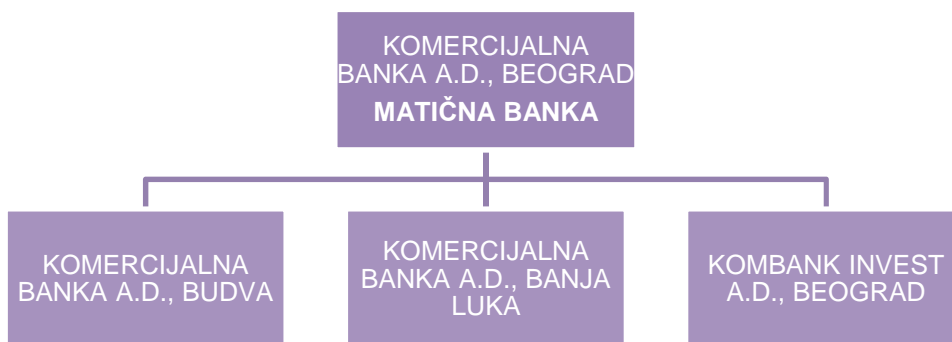 KOMERCIJALNA
BANKA A.D., BEOGRAD
MATIČNA BANKA
KOMERCIJALNA
BANKA A.D., BUDVA
KOMERCIJALNA
BANKA A.D., BANJA
LUKA
KOMBANK INVEST
A.D., BEOGRAD